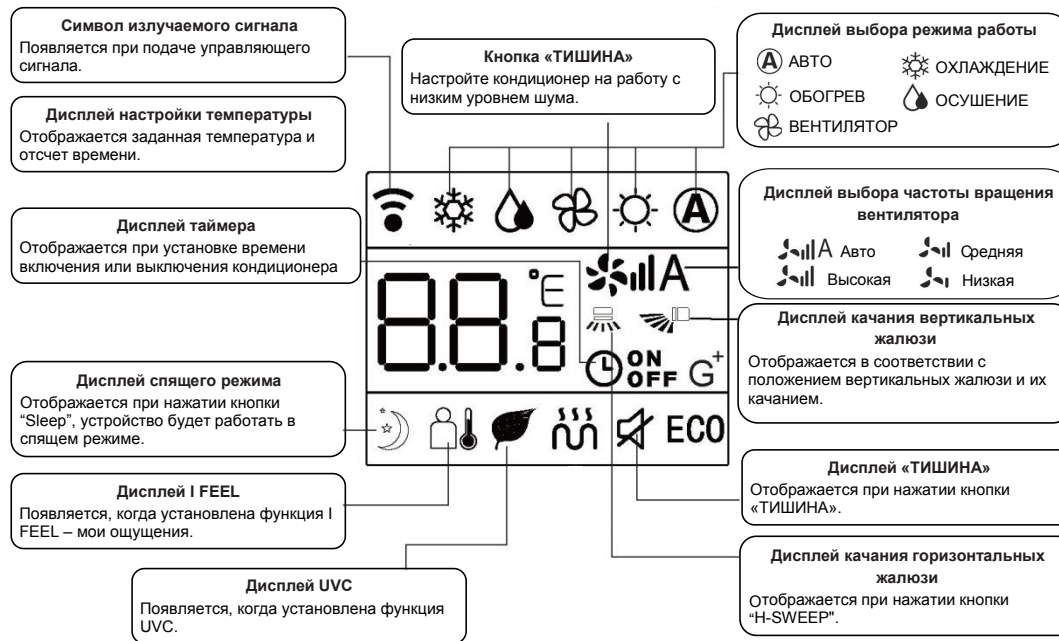 Символ излучаемого сигнала
Появляется при подаче управляющего
сигнала.
Дисплей настройки температуры
Отображается заданная температура и
отсчет времени.
Дисплей таймера
Отображается при установке времени
включения или выключения кондиционера
Дисплей спящего режима
Отображается при нажатии кнопки
“Sleep”, устройство будет работать в
спящем режиме.
Дисплей I FEEL
Появляется, когда установлена функция I
FEEL – мои ощущения.
Дисплей UVC
Появляется, когда установлена функция
UVC.
Кнопка «ТИШИНА»
Настройте кондиционер на работу с
низким уровнем шума.
A
88.8 °E
A
ON
OFF G+
ECO
Дисплей выбора режима работы
A АВТО
ОХЛАЖДЕНИЕ
ОБОГРЕВ
ОСУШЕНИЕ
ВЕНТИЛЯТОР
Дисплей выбора частоты вращения
вентилятора
A Авто
Средняя
Высокая
Низкая
Дисплей качания вертикальных
жалюзи
Отображается в соответствии с
положением вертикальных жалюзи и их
качанием.
Дисплей «ТИШИНА»
Отображается при нажатии кнопки
«ТИШИНА».
Дисплей качания горизонтальных
жалюзи
Отображается при нажатии кнопки
“H-SWEEP".